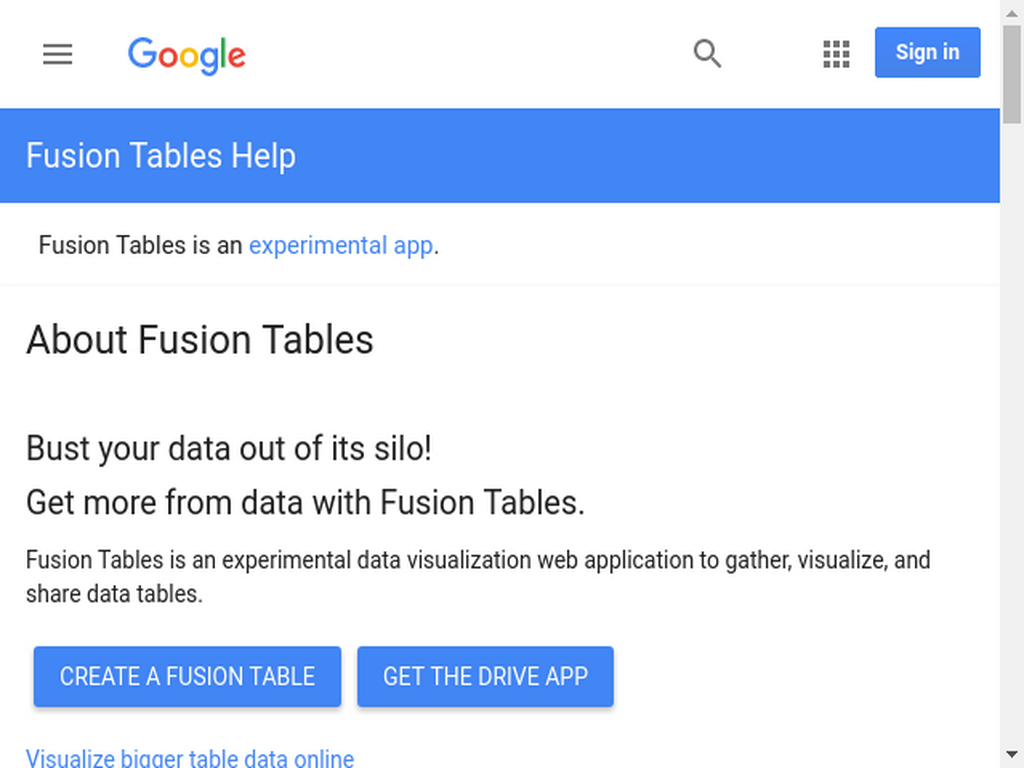 Google
Sign in
Fusion Tables Help
Fusion Tables is an experimental app.
About Fusion Tables
Bust your data out of its silo!
Get more from data with Fusion Tables.
Fusion Tables is an experimental data visualization web application to gather, visualize, and
share data tables.
CREATE A FUSION TABLE
GET THE DRIVE APP
Visualize bigger table data online